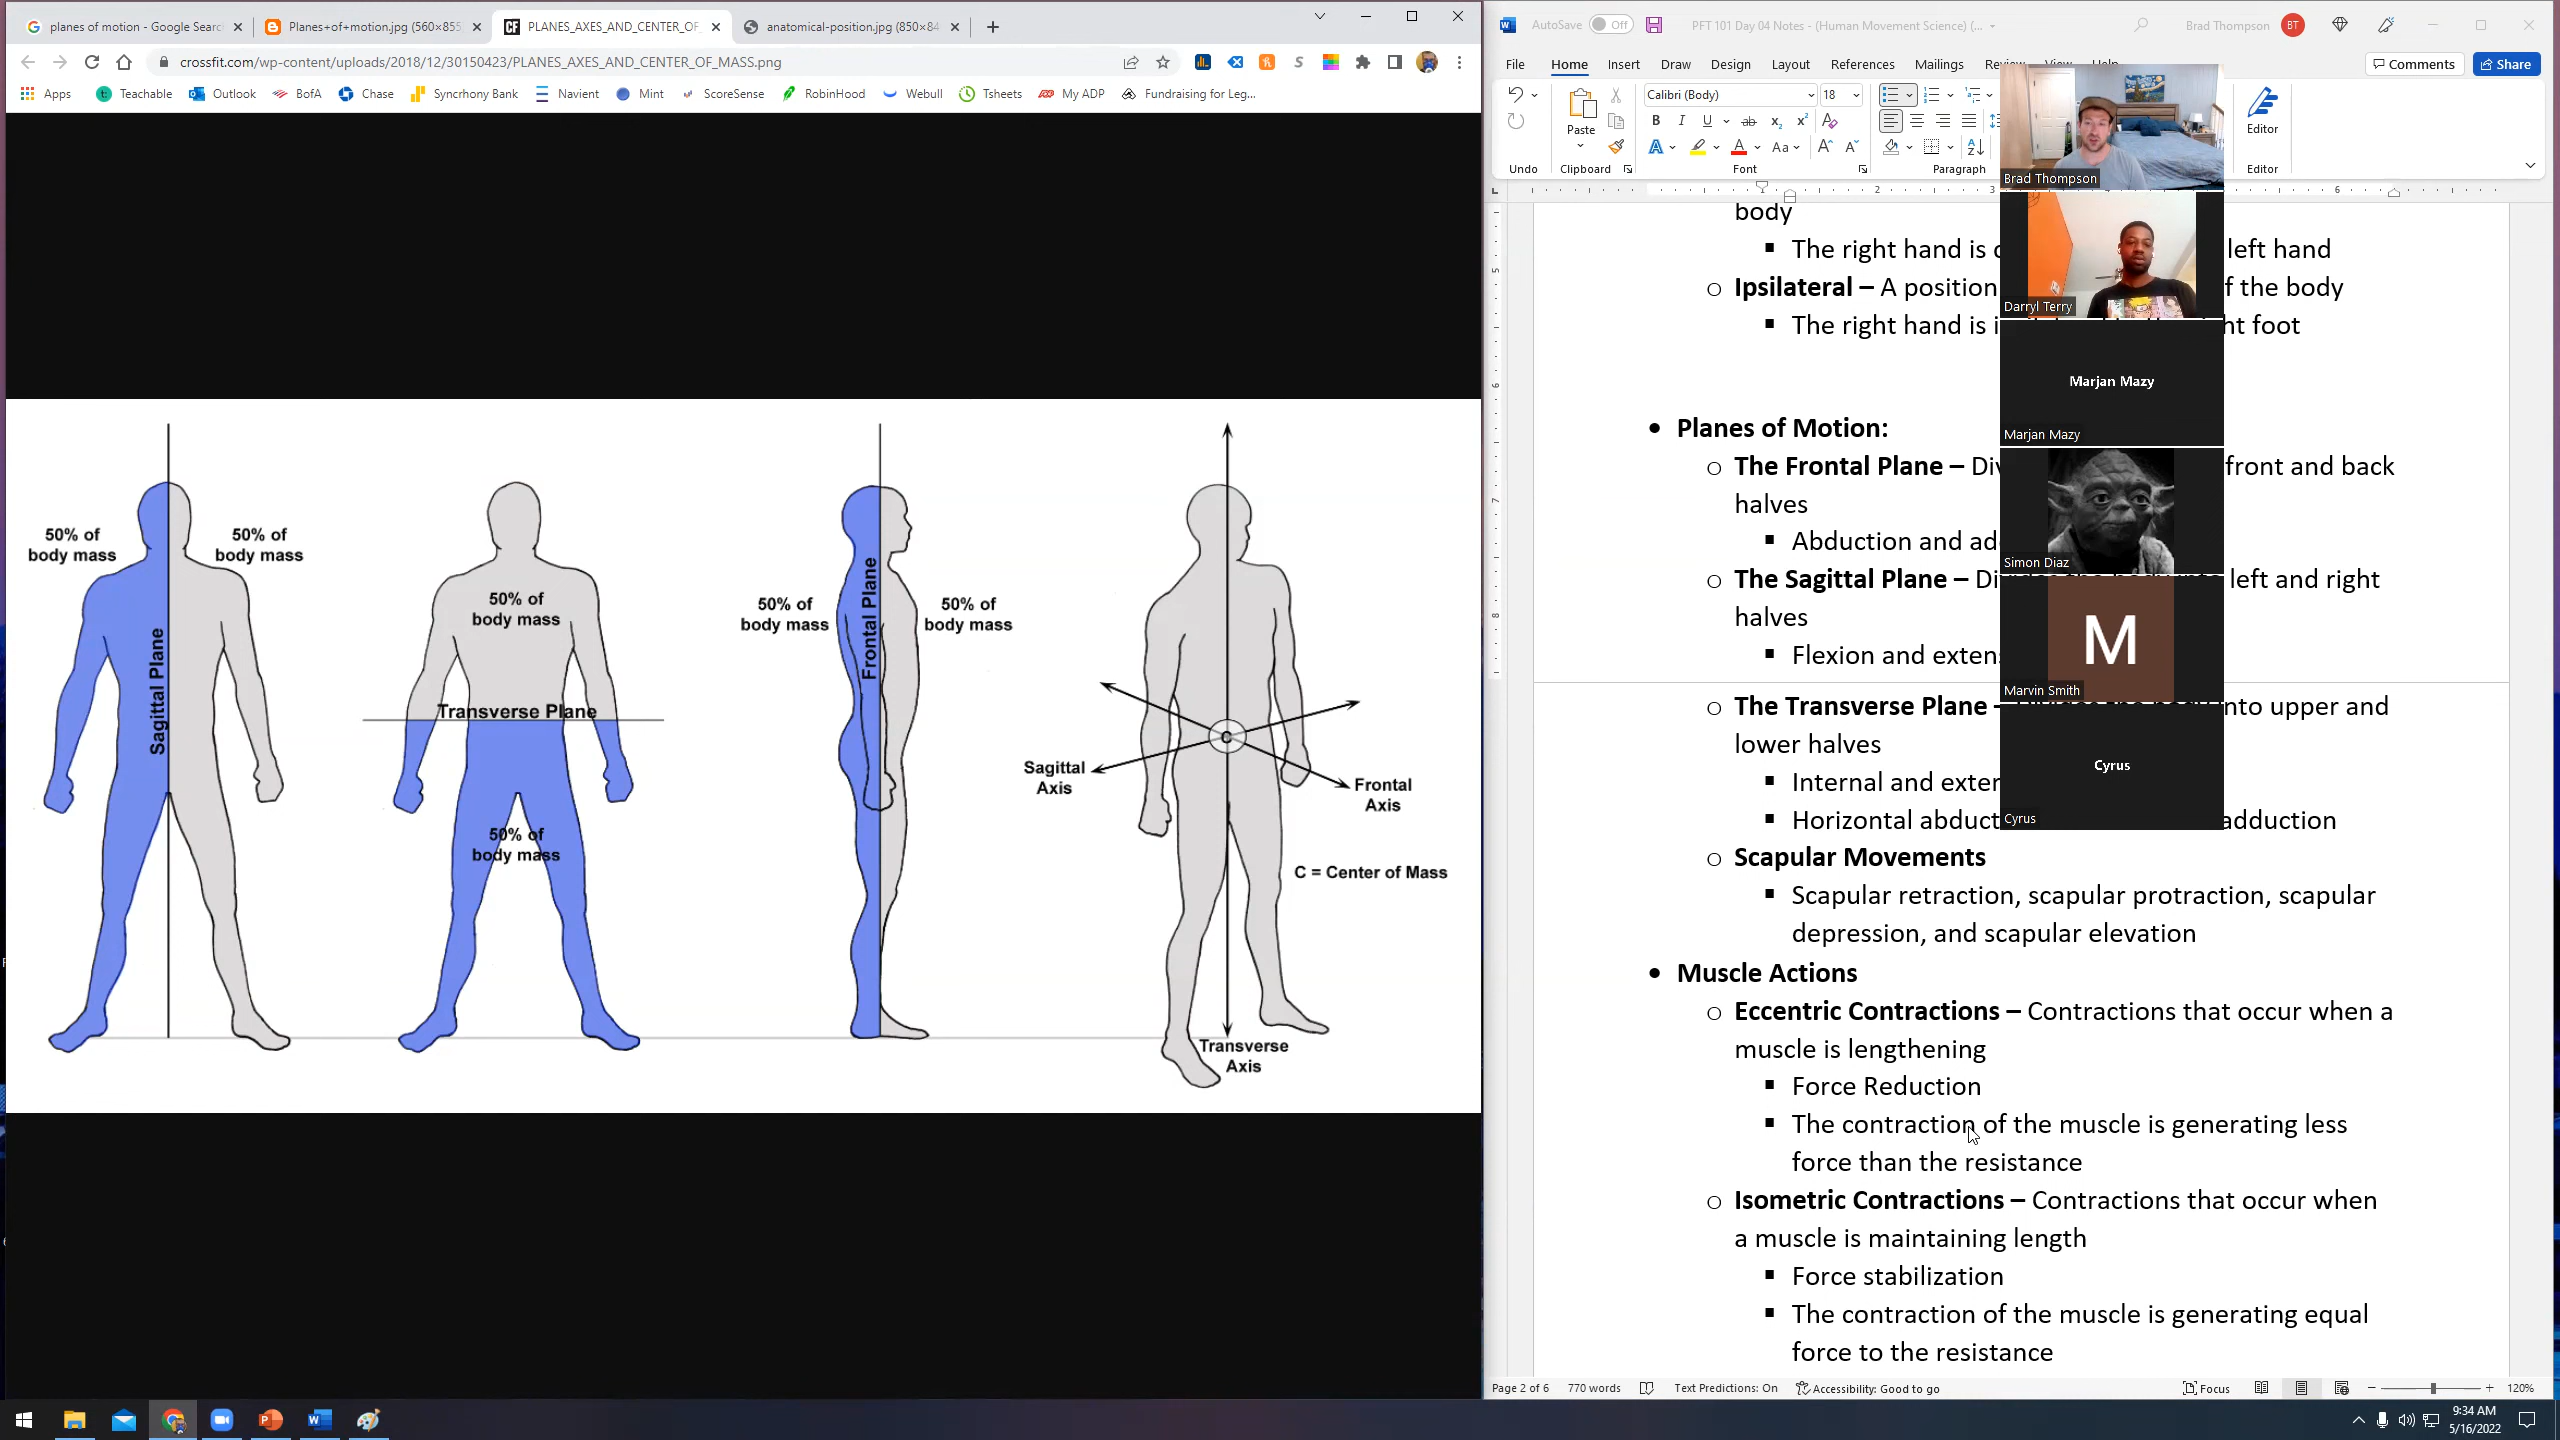 planes of motion - Google Searc
Planes+of+motion.jpg (560×855
PLANES_AXES_AND_CENTER_OF_
anatomical-position.jpg (850×84
crossfit.com/wp-content/uploads/2018/12/30150423/PLANES_AXES_AND_CENTER_OF_MASS.png
Apps
Teachable
Outlook
BofA
Chase
Syncrhony Bank
Navient
Mint
ScoreSense
RobinHood
Webull
Tsheets
My ADP
Fundraising for Leg...
50% of
body mass
50% of
body mass
Sagittal Plane
50% of
body mass
Transverse Plane
50% of
body mass
50% of
body mass
50% of
body mass
Frontal Plane
Sagittal
Axis
C
Frontal
Axis
C = Center of Mass
Transverse
Axis
AutoSave Off
PFT 101 Day 04 Notes - (Human Movement Science) (...
Brad Thompson BT
File Home Insert Draw Design Layout References Mailings
Comments Share
Undo
Paste
Clipboard
Calibri (Body) 18
Font
Paragraph
Editor
Editor
body
The right hand is left hand
Ipsilateral – A position of the body
The right hand is foot
Planes of Motion:
The Frontal Plane – front and back
halves
Abduction and
The Sagittal Plane – left and right
halves
Flexion and
The Transverse Plane – into upper and
lower halves
Internal and
Horizontal adduction
Scapular Movements
Scapular retraction, scapular protraction, scapular
depression, and scapular elevation
Muscle Actions
Eccentric Contractions – Contractions that occur when a
muscle is lengthening
Force Reduction
The contraction of the muscle is generating less
force than the resistance
Isometric Contractions – Contractions that occur when
a muscle is maintaining length
Force stabilization
The contraction of the muscle is generating equal
force to the resistance
Brad Thompson
Darryl Terry
Marjan Mazy
Marjan Mazy
Simon Diaz
M
Marvin Smith
Cyrus
Cyrus
Page 2 of 6 770 words Text Predictions: On Accessibility: Good to go Focus 120%
9:34 AM
5/16/2022